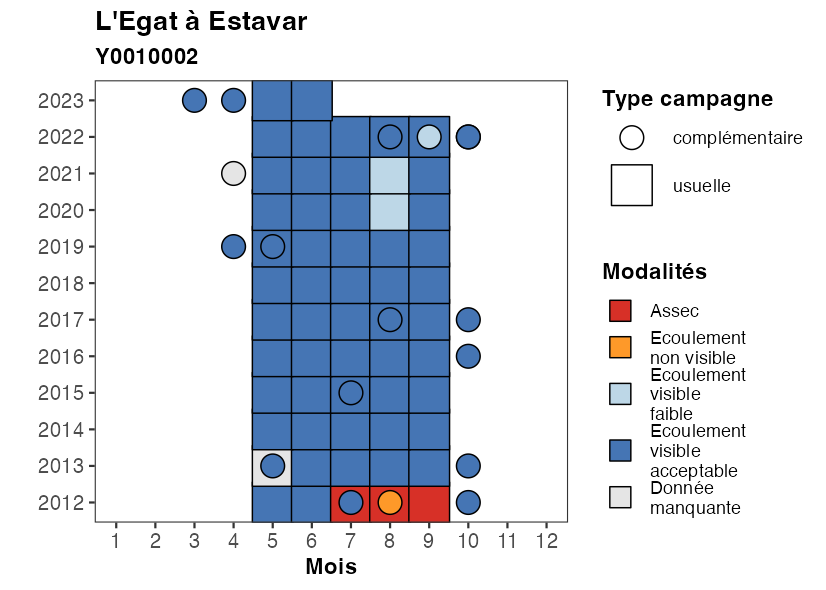 L'Egat à Estavar
Y0010002
2023
2022
2021
2020
2019
2018
2017
2016
2015
2014
2013
2012
1 2 3 4 5 6 7 8 9 10 11 12
Mois
Type campagne
complémentaire
usuelle
Modalités
Assec
Ecoulement
non visible
Ecoulement
visible
faible
Ecoulement
visible
acceptable
Donnée
manquante